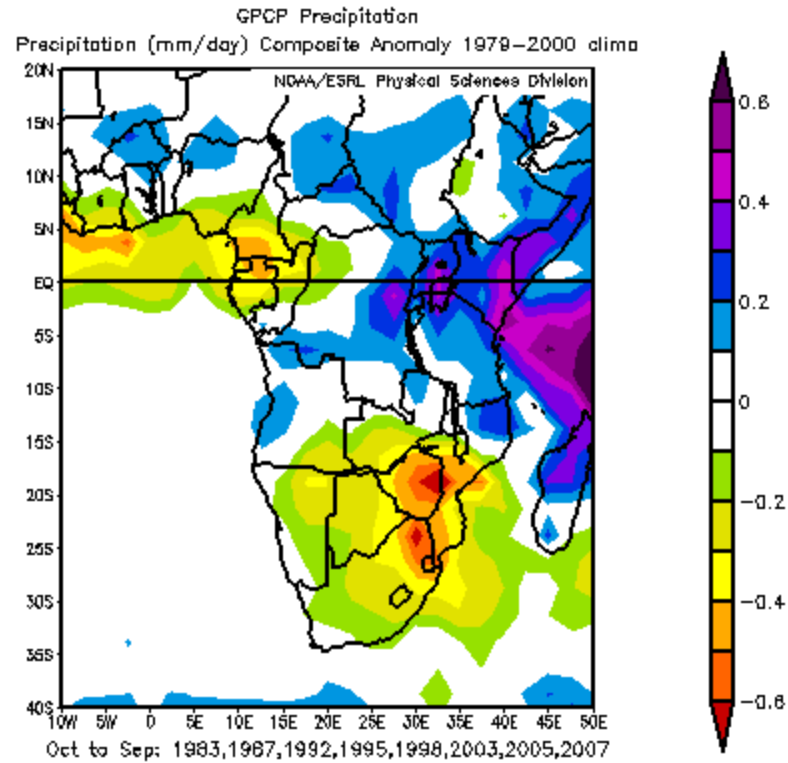 GPCP Precipitation
Precipitation (mm/day) Composite Anomaly 1979-2000 clima
NOAA/ESRL Physical Sciences Division
20N
15N
10N
5N
EQ
5S
10S
15S
20S
25S
30S
35S
40S
10W 5W 0 5E 10E 15E 20E 25E 30E 35E 40E 45E 50E
0.6
0.4
0.2
0
-0.2
-0.4
-0.6
Oct to Sep: 1983,1987,1992,1995,1998,2003,2005,2007